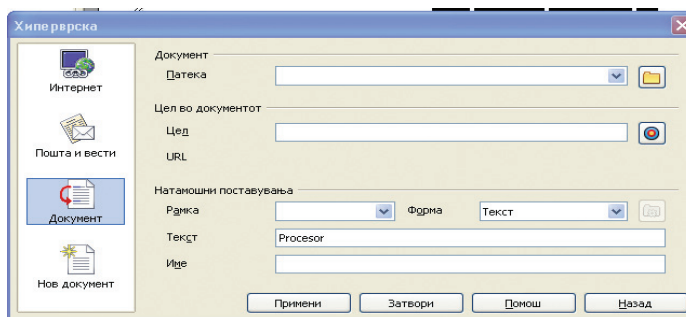 Хиперврска
Интернет
Пошта и вести
Документ
Нов документ
Документ
Патека
Цел во документот
Цел
URL
Натамошни поставувања
Рамка
Форма
Текст
Текст
Procesor
Име
Примени
Затвори
Помош
Назад